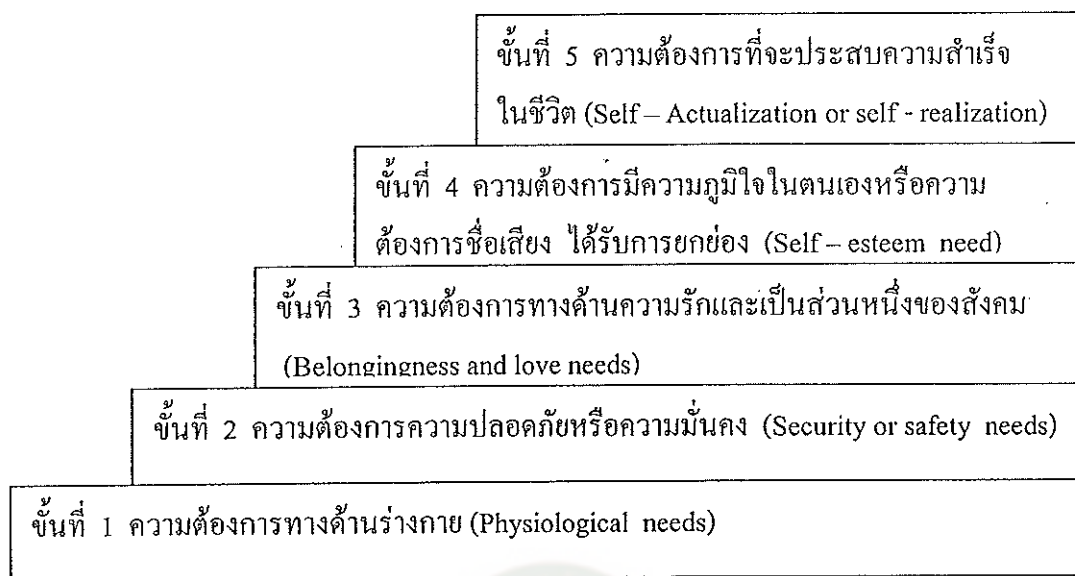 ขั้นที่ 5 ความต้องการที่จะประสบความสำเร็จ
ในชีวิต (Self – Actualization or self - realization)
ขั้นที่ 4 ความต้องการมีความภูมิใจในตนเองหรือความ
ต้องการชื่อเสียง ได้รับการยกย่อง (Self – esteem need)
ขั้นที่ 3 ความต้องการทางด้านความรักและเป็นส่วนหนึ่งของสังคม
(Belongingness and love needs)
ขั้นที่ 2 ความต้องการความปลอดภัยหรือความมั่นคง (Security or safety needs)
ขั้นที่ 1 ความต้องการทางด้านร่างกาย (Physiological needs)